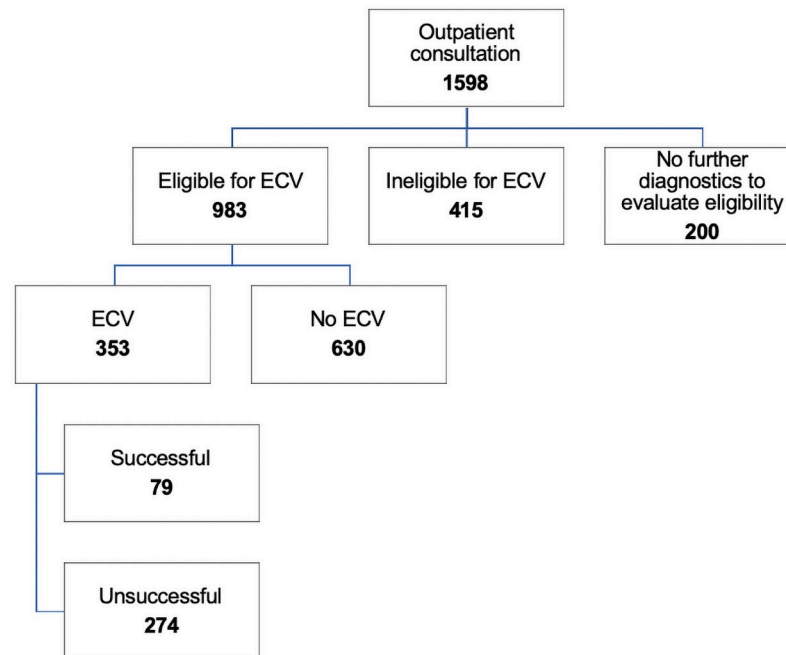 Outpatient
consultation
1598
Eligible for ECV
983
Ineligible for ECV
415
No further
diagnostics to
evaluate eligibility
200
ECV
353
No ECV
630
Successful
79
Unsuccessful
274